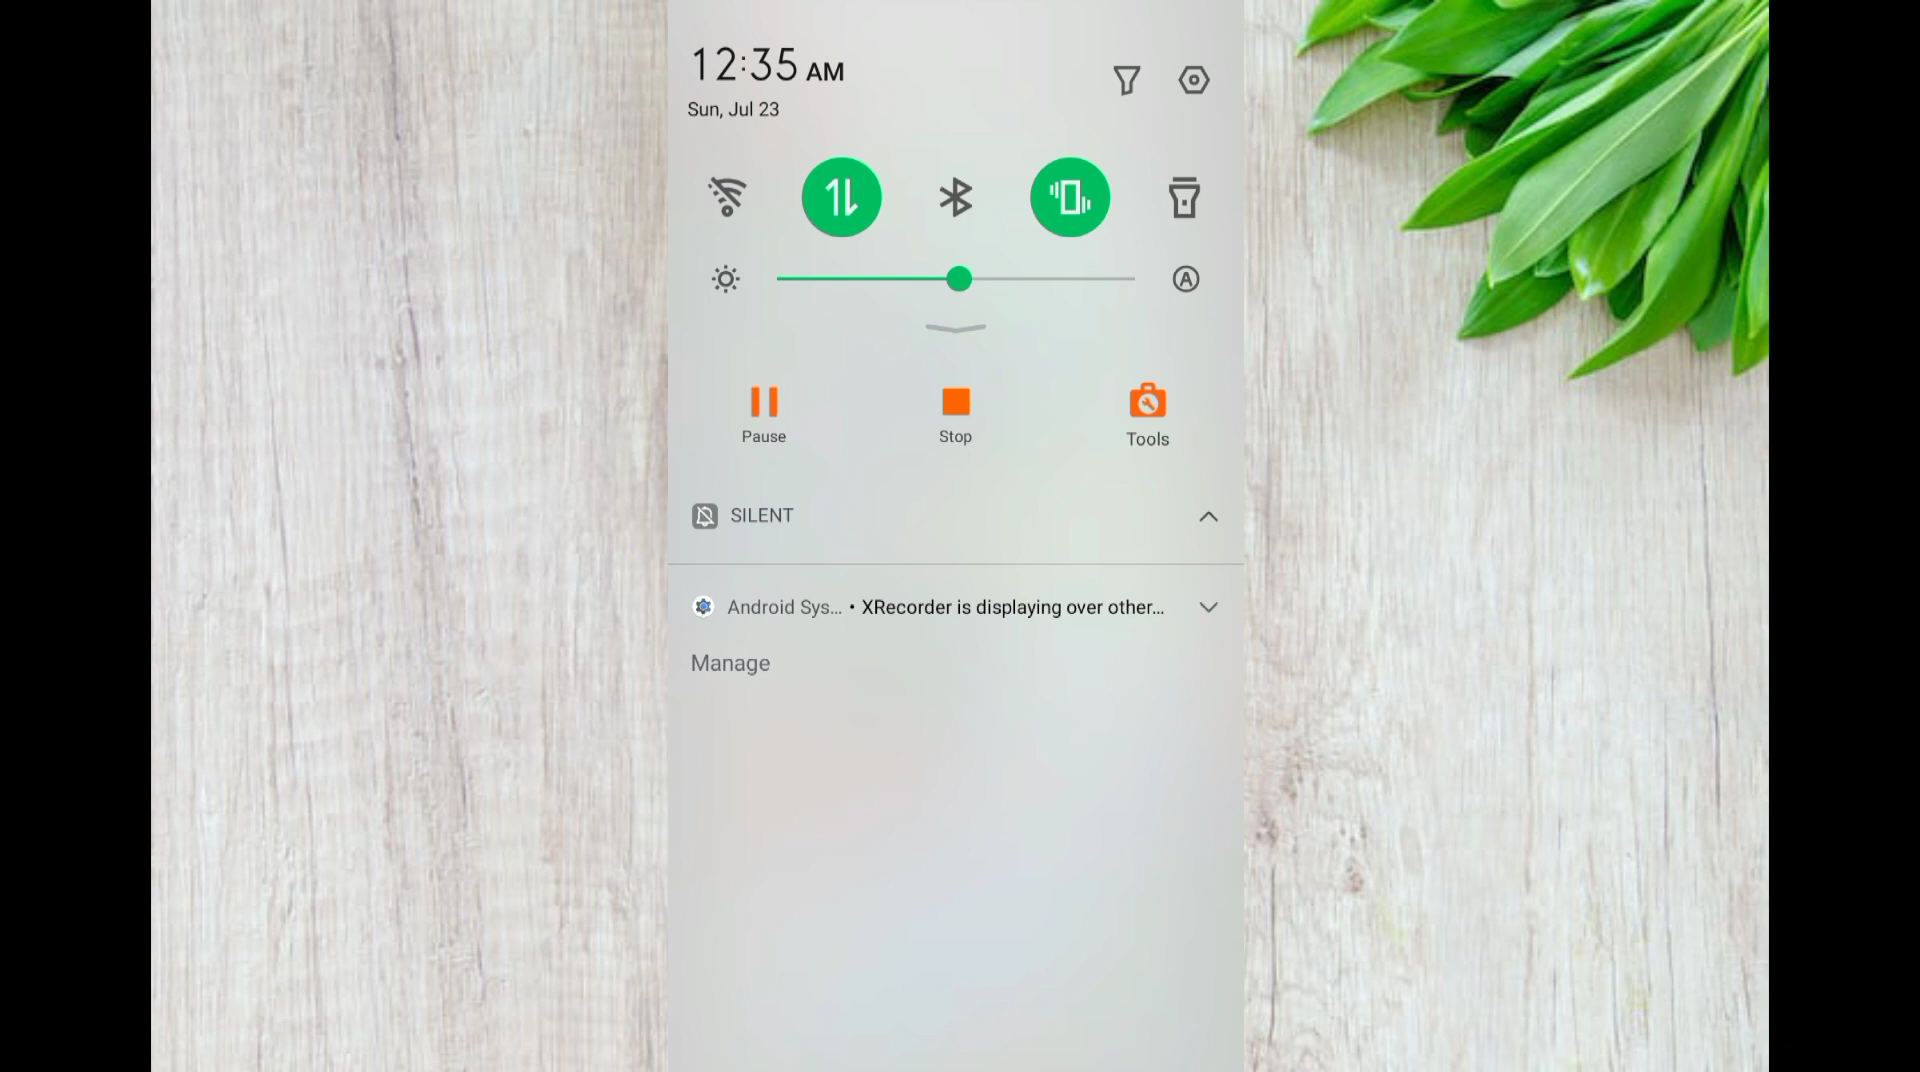 12:35 AM
Sun, Jul 23
Pause
Stop
Tools
SILENT
Android Sys... • XRecorder is displaying over other...
Manage